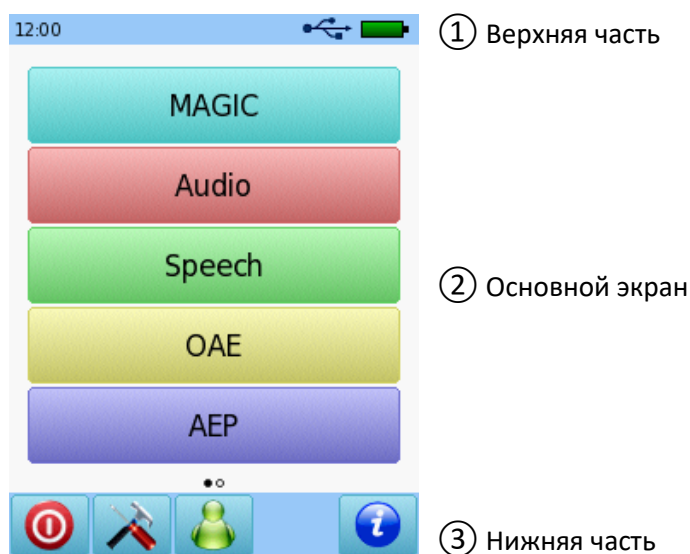 12:00
① Верхняя часть
MAGIC
Audio
Speech
② Основной экран
OAE
AEP
③ Нижняя часть